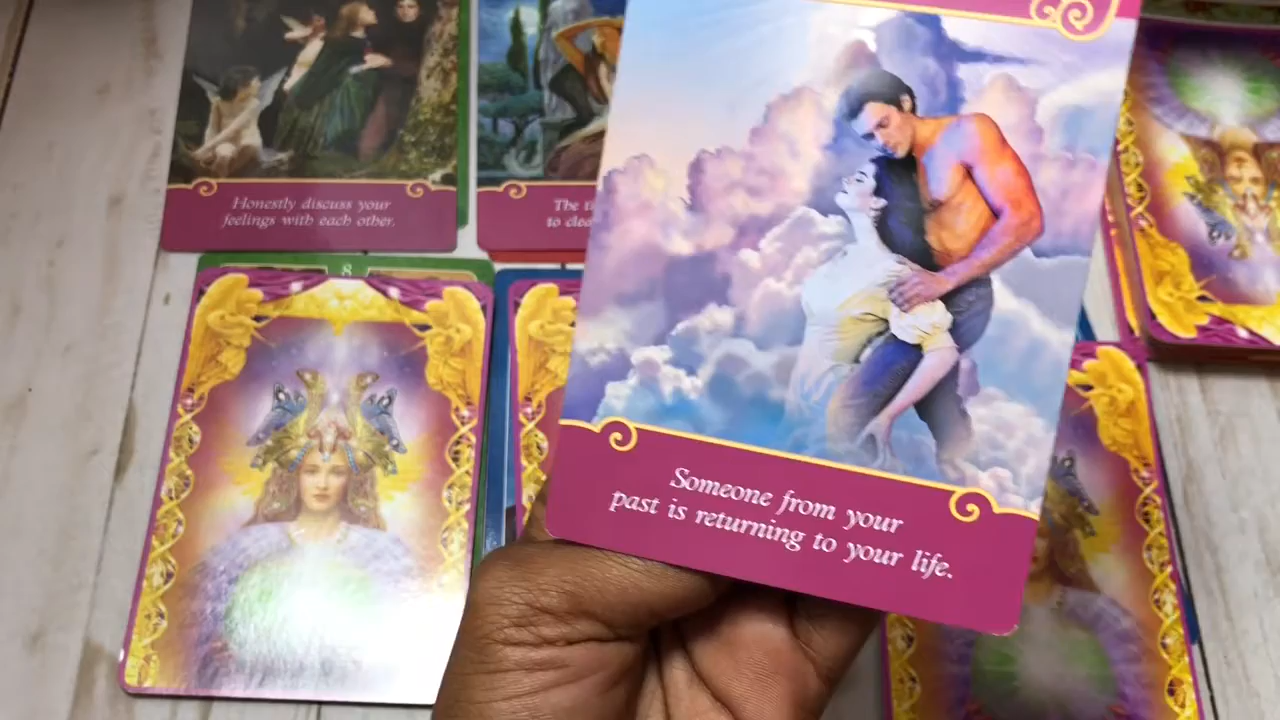 Honestly discuss your
feelings with each other.
The
to
8
Someone from your
past is returning to your life.